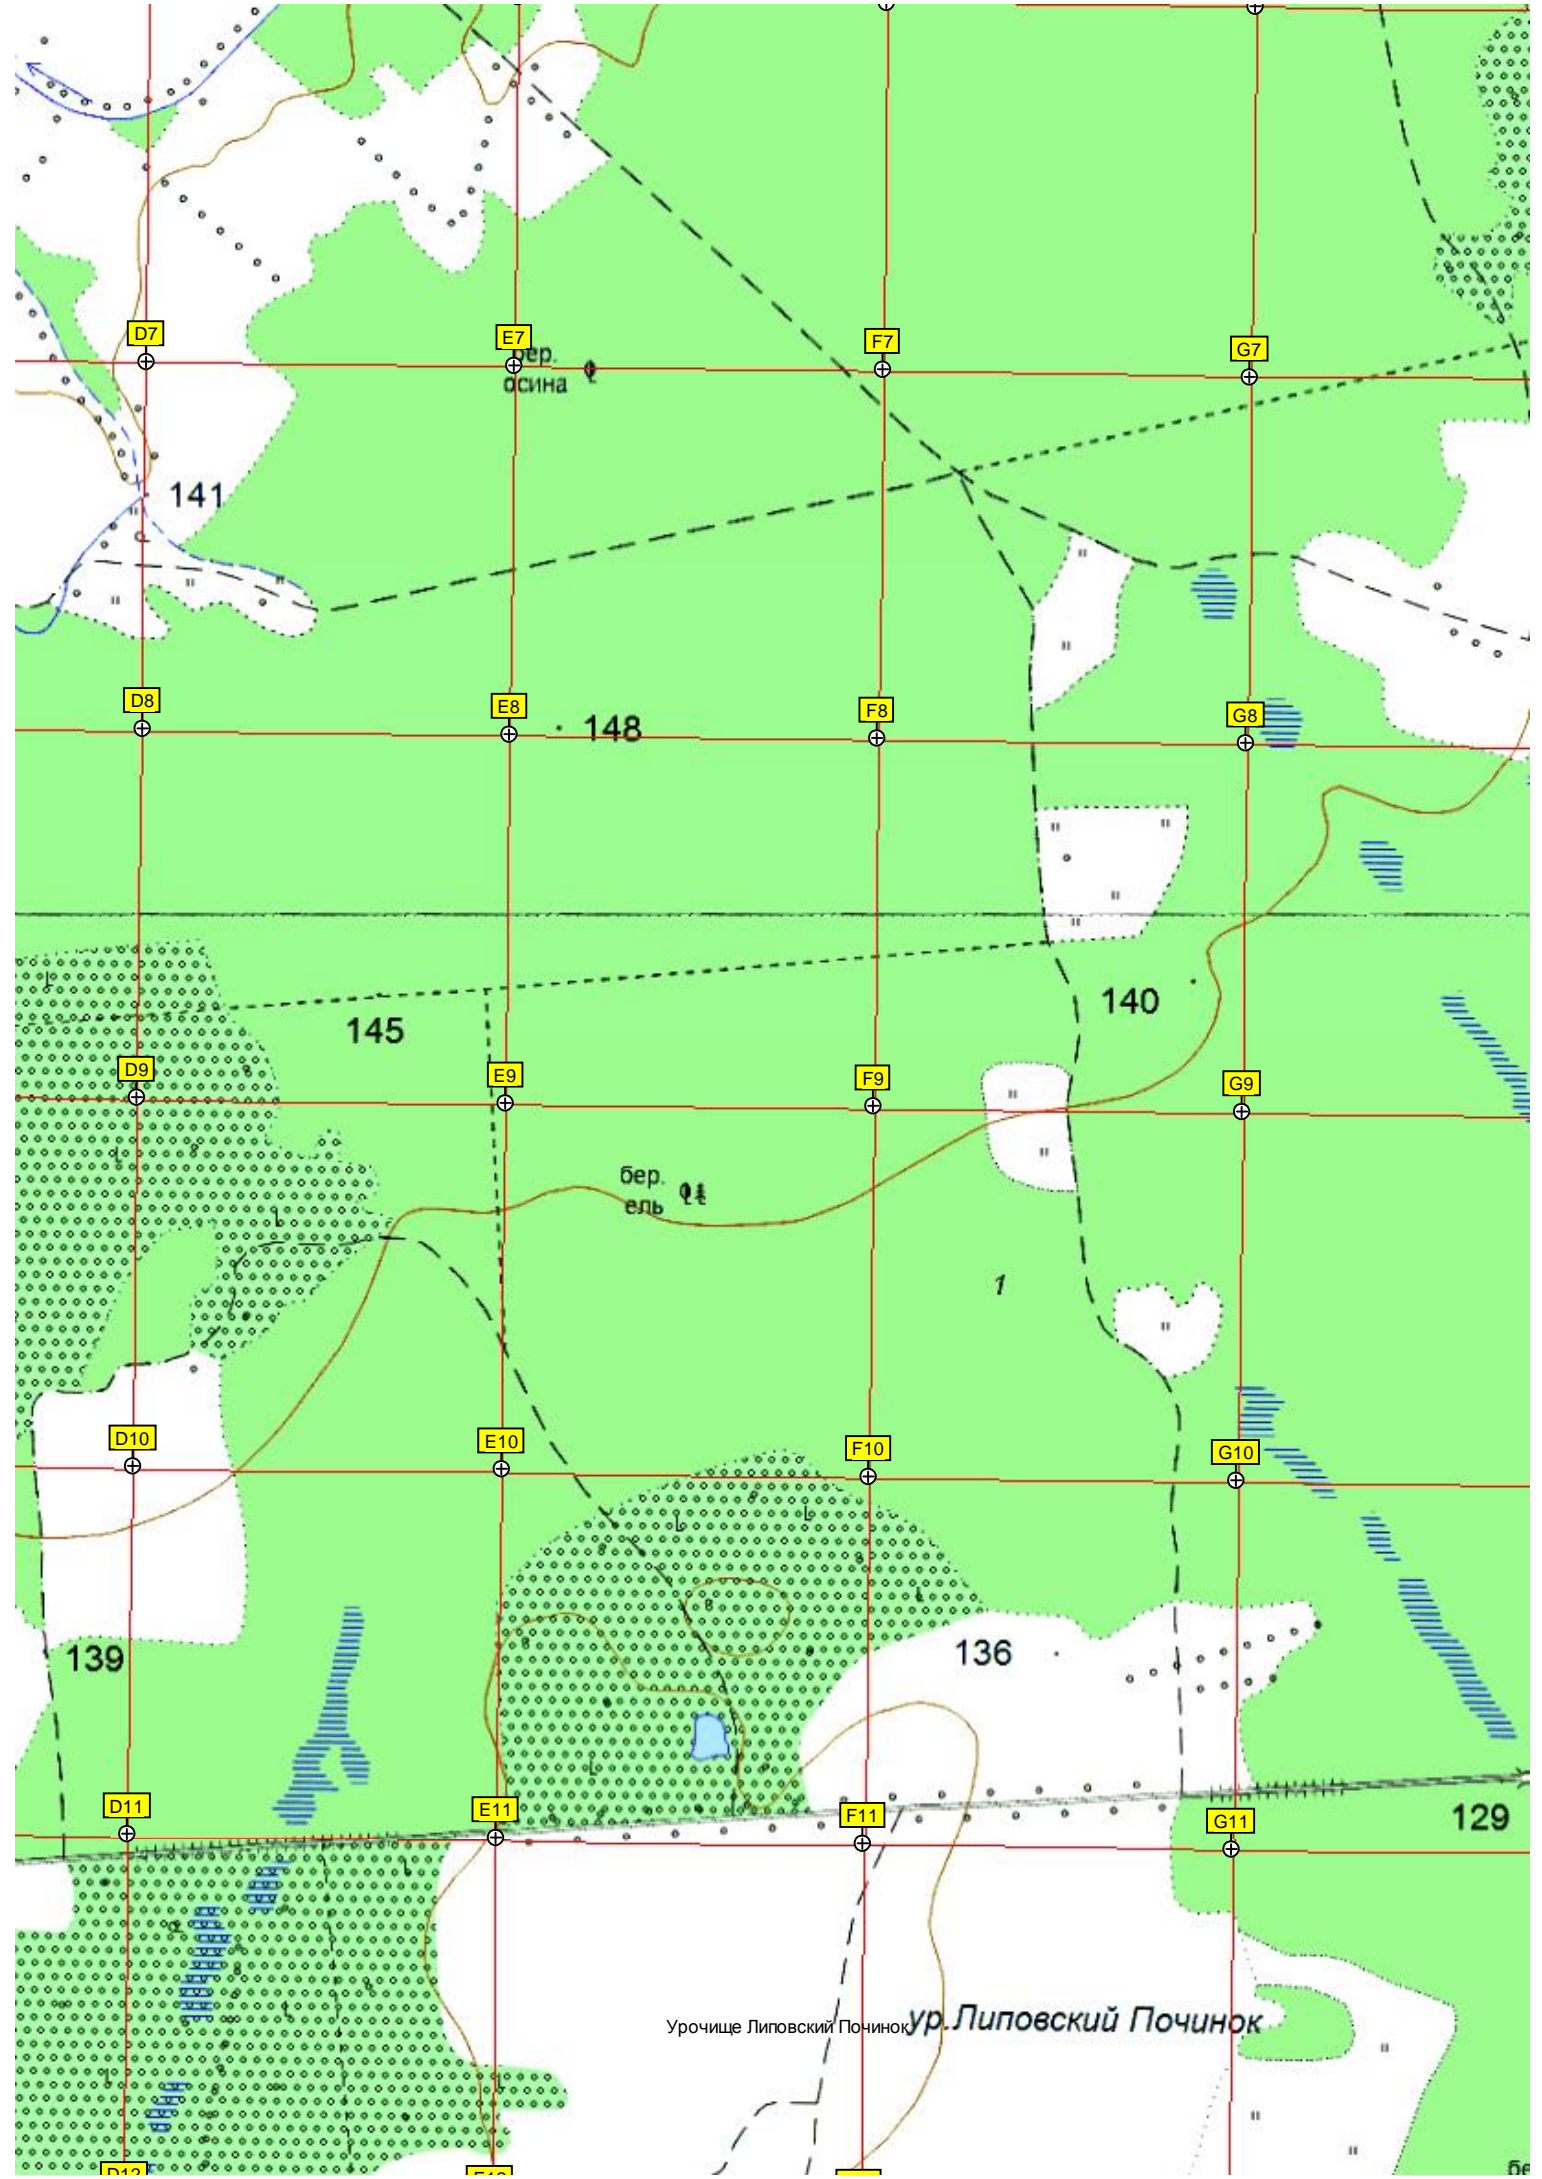 D7
E7
F7
G7
бер.
осина
141
D8
E8
F8
G8
148
140
145
D9
E9
F9
G9
бер.
ель
1
D10
E10
F10
G10
139
136
D11
E11
F11
G11
129
Урочище Липовский Починок
ур.Липовский Починок
D12